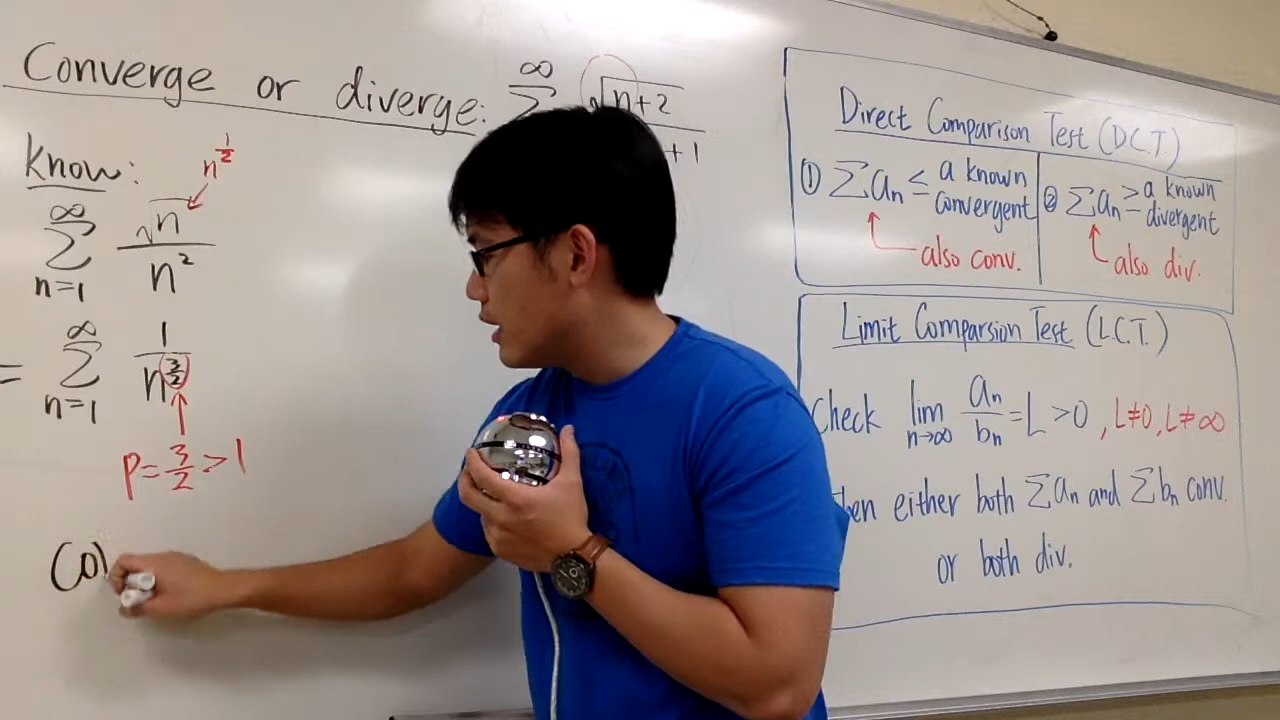 Converge or diverge: ∞ Σ √n+2
+1
Know: n^{1/2}
∞ Σ n=1 √n / n²
= ∞ Σ n=1 1 / n^{3/2}
p = 3/2 > 1
(o
Direct Comparison Test (D.C.T)
① Σ an ≤ a known convergent
also conv.
② Σ an ≥ a known divergent
also div.
Limit Comparsion Test (L.C.T.)
Check lim n→∞ an / bn = L > 0, L≠0, L≠∞
either both Σ an and Σ bn conv.
or both div.